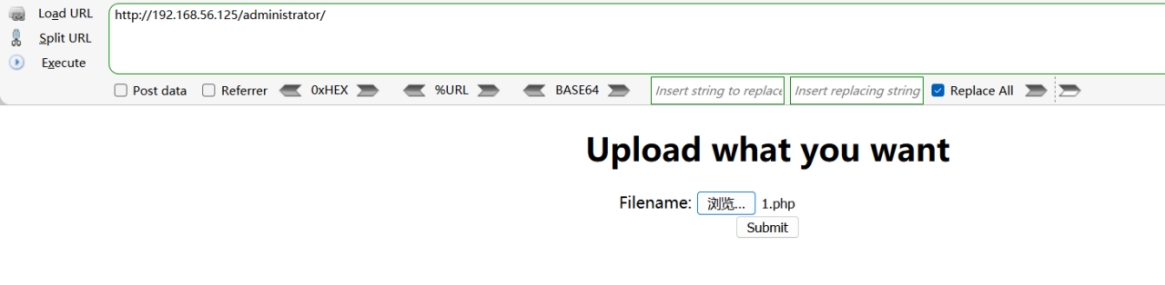 Load URL
http://192.168.56.125/administrator/
Split URL
Execute
Post data Referrer 0xHEX %URL BASE64 Insert string to replace Insert replacing string Replace All
Upload what you want
Filename: 浏览... 1.php
Submit